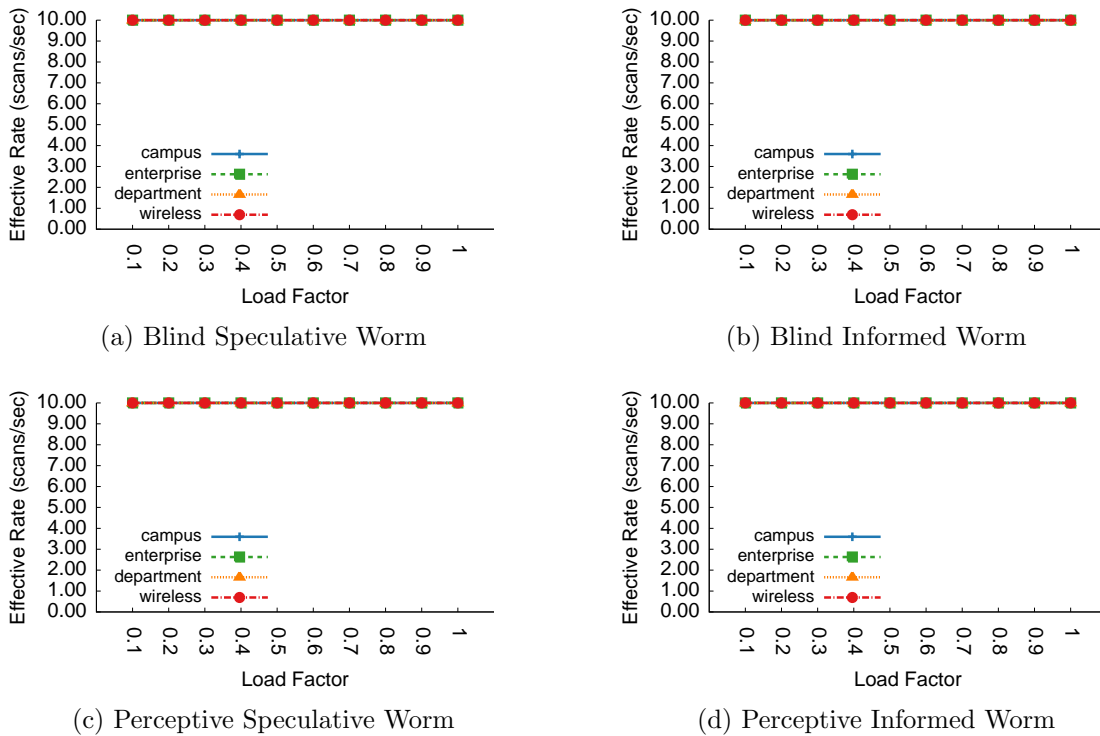 10.00
9.00
8.00
7.00
6.00
5.00
4.00
3.00
2.00
1.00
0.00
Effective Rate (scans/sec)
campus
enterprise
department
wireless
0.1 0.2 0.3 0.4 0.5 0.6 0.7 0.8 0.9 1
Load Factor
(a) Blind Speculative Worm
10.00
9.00
8.00
7.00
6.00
5.00
4.00
3.00
2.00
1.00
0.00
Effective Rate (scans/sec)
campus
enterprise
department
wireless
0.1 0.2 0.3 0.4 0.5 0.6 0.7 0.8 0.9 1
Load Factor
(b) Blind Informed Worm
10.00
9.00
8.00
7.00
6.00
5.00
4.00
3.00
2.00
1.00
0.00
Effective Rate (scans/sec)
campus
enterprise
department
wireless
0.1 0.2 0.3 0.4 0.5 0.6 0.7 0.8 0.9 1
Load Factor
(c) Perceptive Speculative Worm
10.00
9.00
8.00
7.00
6.00
5.00
4.00
3.00
2.00
1.00
0.00
Effective Rate (scans/sec)
campus
enterprise
department
wireless
0.1 0.2 0.3 0.4 0.5 0.6 0.7 0.8 0.9 1
Load Factor
(d) Perceptive Informed Worm